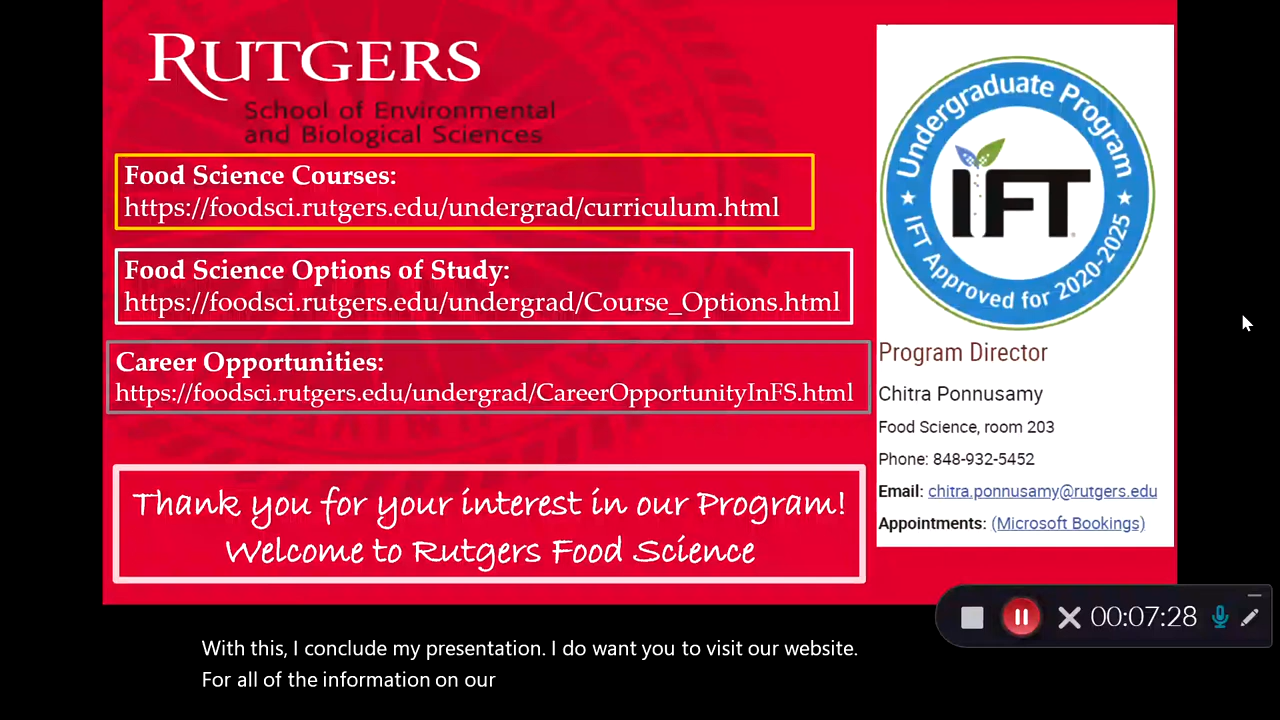 RUTGERS
School of Environmental
and Biological Sciences
Food Science Courses:
https://foodsci.rutgers.edu/undergrad/curriculum.html
Food Science Options of Study:
https://foodsci.rutgers.edu/undergrad/Course_Options.html
Career Opportunities:
https://foodsci.rutgers.edu/undergrad/CareerOpportunityInFS.html
Thank you for your interest in our Program!
Welcome to Rutgers Food Science
Undergraduate Program
IFT
IFT Approved for 2020-2025
Program Director
Chitra Ponnusamy
Food Science, room 203
Phone: 848-932-5452
Email: chitra.ponnusamy@rutgers.edu
Appointments: (Microsoft Bookings)
00:07:28
With this, I conclude my presentation. I do want you to visit our website.
For all of the information on our